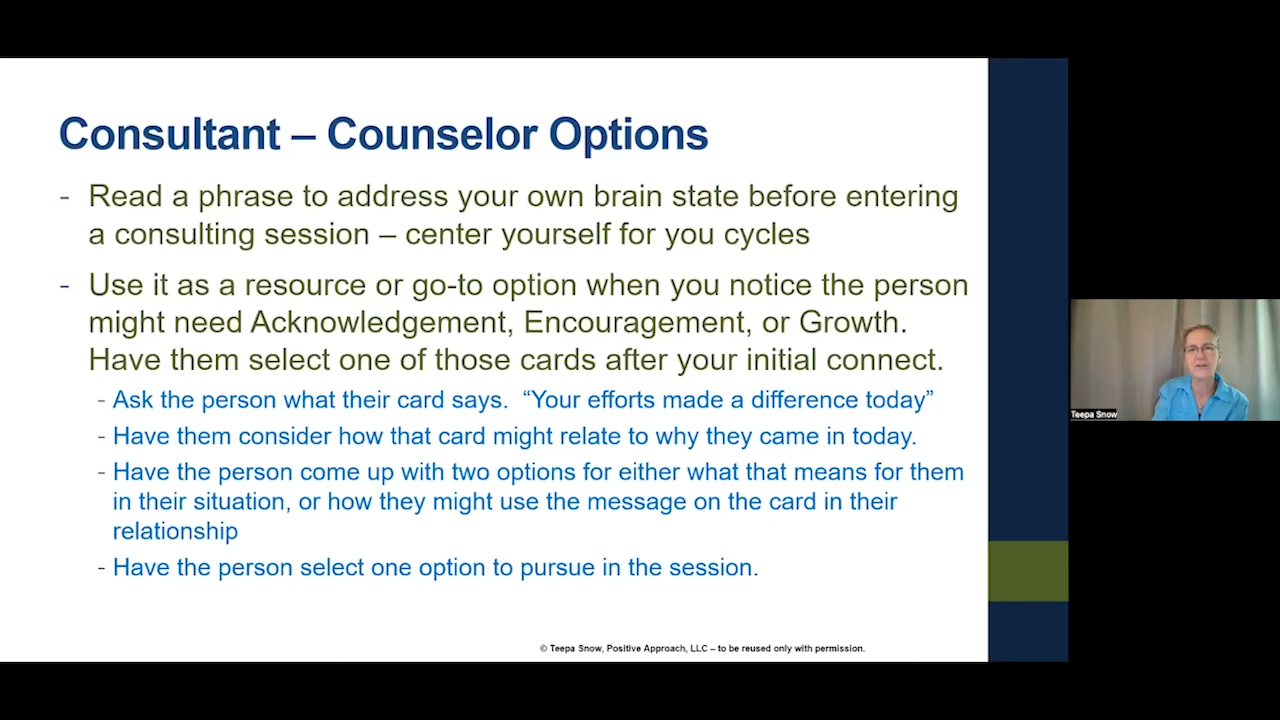 Consultant – Counselor Options
- Read a phrase to address your own brain state before entering
a consulting session – center yourself for you cycles
- Use it as a resource or go-to option when you notice the person
might need Acknowledgement, Encouragement, or Growth.
Have them select one of those cards after your initial connect.
- Ask the person what their card says. “Your efforts made a difference today”
- Have them consider how that card might relate to why they came in today.
- Have the person come up with two options for either what that means for them
in their situation, or how they might use the message on the card in their
relationship
- Have the person select one option to pursue in the session.
© Teepa Snow, Positive Approach, LLC – to be reused only with permission.
Teepa Snow